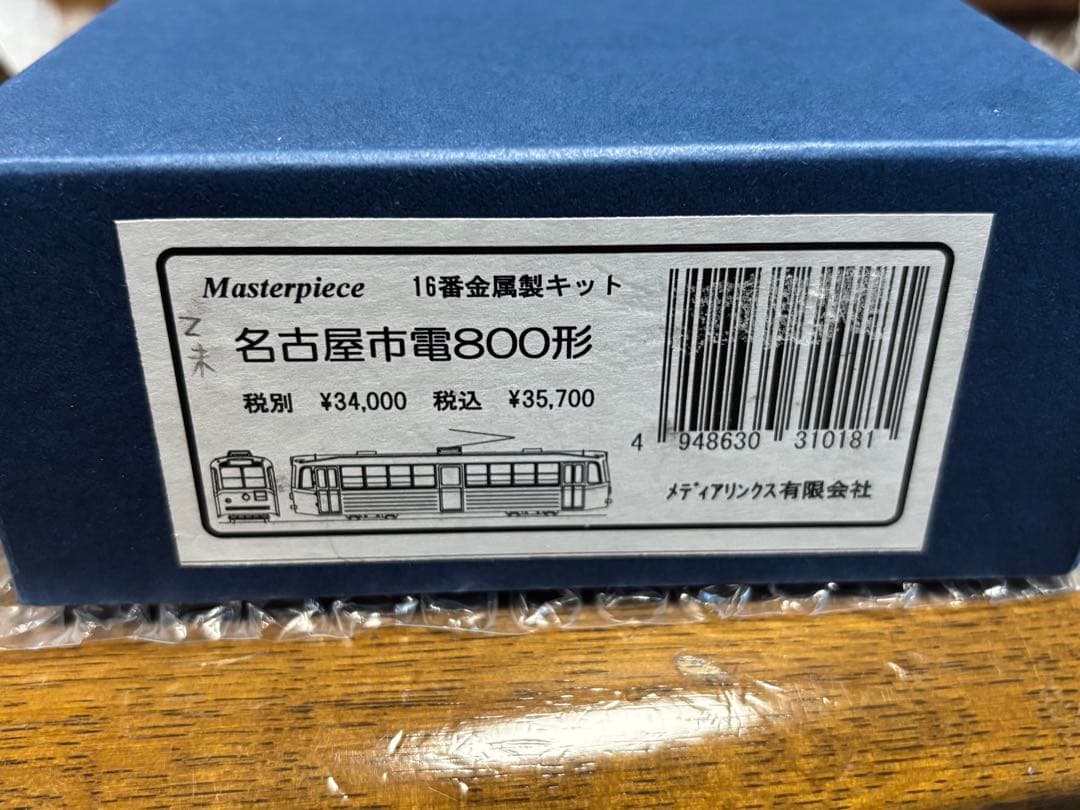 Masterpiece 16番金属製キット
乙未
名古屋市電800形
税別 ¥34,000 税込 ¥35,700
4 948630 310181
メディアリンクス有限会社